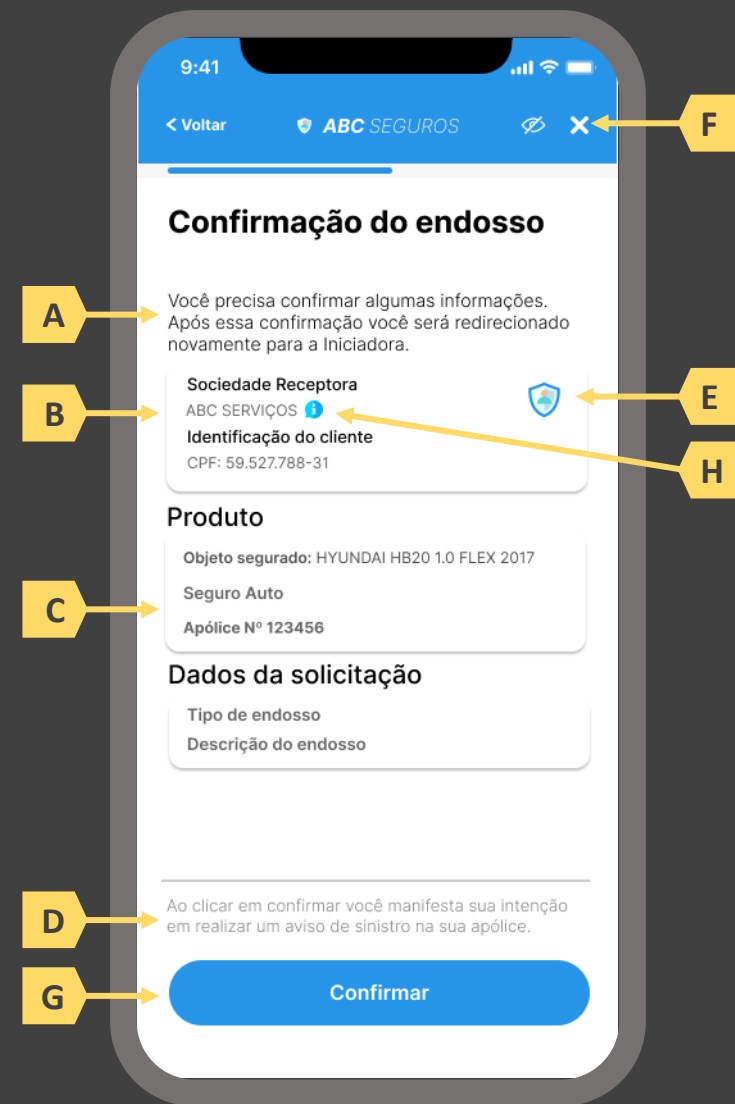 9:41
< Voltar
ABC SEGUROS
F
Confirmação do endosso
A
Você precisa confirmar algumas informações.
Após essa confirmação você será redirecionado
novamente para a Iniciadora.
B
Sociedade Receptora
ABC SERVIÇOS i
E
Identificação do cliente
H
CPF: 59.527.788-31
Produto
C
Objeto segurado: HYUNDAI HB20 1.0 FLEX 2017
Seguro Auto
Apólice Nº 123456
Dados da solicitação
Tipo de endosso
Descrição do endosso
D
Ao clicar em confirmar você manifesta sua intenção
em realizar um aviso de sinistro na sua apólice.
G
Confirmar